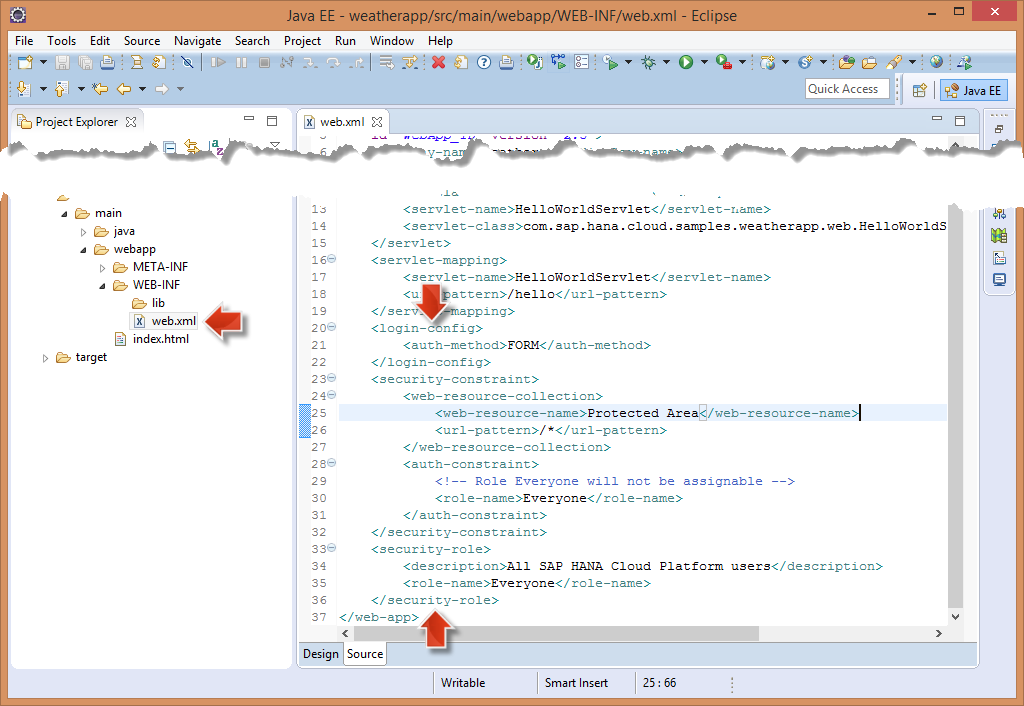 Java EE - weatherapp/src/main/webapp/WEB-INF/web.xml - Eclipse
File Tools Edit Source Navigate Search Project Run Window Help
Quick Access
Java EE
Project Explorer
main
java
webapp
META-INF
WEB-INF
lib
web.xml
index.html
target
web.xml
6
13 <servlet-name>HelloWorldServlet</servlet-name>
14 <servlet-class>com.sap.hana.cloud.samples.weatherapp.web.HelloWorldS
15 </servlet>
16 <servlet-mapping>
17 <servlet-name>HelloWorldServlet</servlet-name>
18 pattern>/hello</url-pattern>
19 mapping>
20 <login-config>
21 <auth-method>FORM</auth-method>
22 </login-config>
23 <security-constraint>
24 <web-resource-collection>
25 <web-resource-name>Protected Area</web-resource-name>
26 <url-pattern>/*</url-pattern>
27 </web-resource-collection>
28 <auth-constraint>
29 <!-- Role Everyone will not be assignable -->
30 <role-name>Everyone</role-name>
31 </auth-constraint>
32 </security-constraint>
33 <security-role>
34 <description>All SAP HANA Cloud Platform users</description>
35 <role-name>Everyone</role-name>
36 </security-role>
37 </web-app>
Design Source
Writable Smart Insert 25 : 66